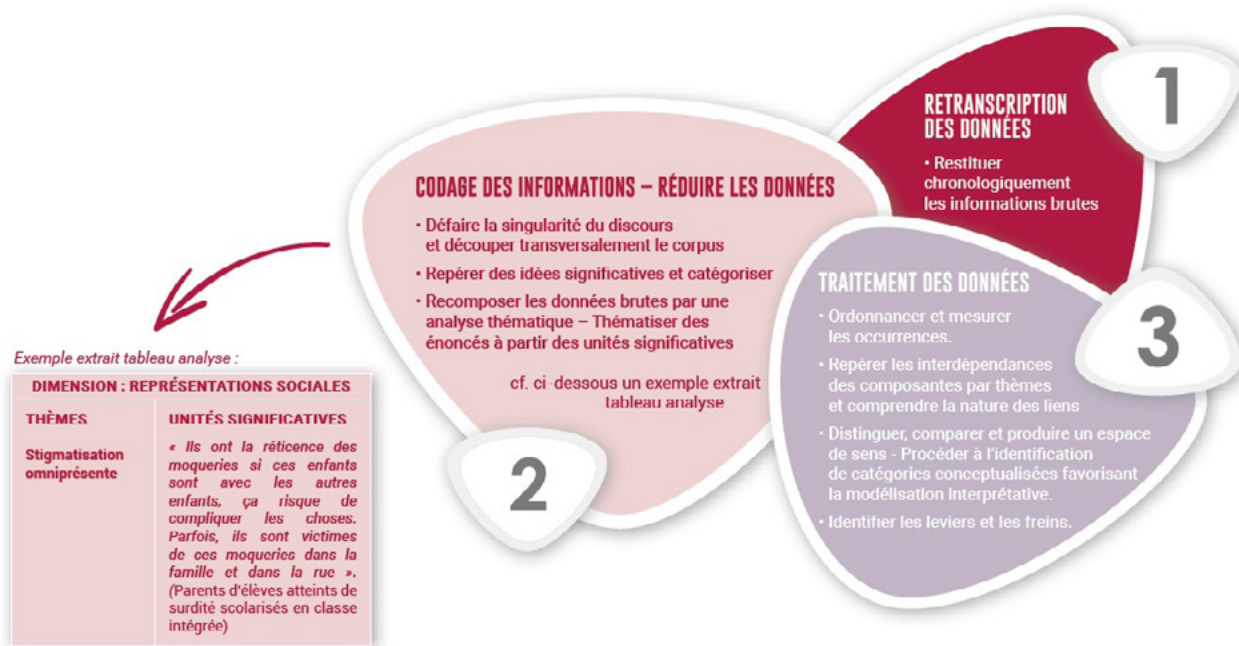 1
RETRANSCRIPTION
DES DONNÉES
• Restituer
chronologiquement
les informations brutes
CODAGE DES INFORMATIONS – RÉDUIRE LES DONNÉES
• Défaire la singularité du discours
et découper transversalement le corpus
• Repérer des idées significatives et catégoriser
• Recomposer les données brutes par une
analyse thématique – Thématiser des
énoncés à partir des unités significatives
cf. ci-dessous un exemple extrait
tableau analyse
2
TRAITEMENT DES DONNÉES
• Ordonnancer et mesurer
les occurrences.
• Repérer les interdépendances
des composantes par thèmes
et comprendre la nature des liens
• Distinguer, comparer et produire un espace
de sens - Procéder à l'identification
de catégories conceptualisées favorisant
la modélisation interprétative.
• Identifier les leviers et les freins.
3
Exemple extrait tableau analyse :
DIMENSION : REPRÉSENTATIONS SOCIALES
THÈMES
Stigmatisation
omniprésente
UNITÉS SIGNIFICATIVES
« Ils ont la réticence des
moqueries si ces enfants
sont avec les autres
enfants, ça risque de
compliquer les choses.
Parfois, ils sont victimes
de ces moqueries dans la
famille et dans la rue ».
(Parents d'élèves atteints de
surdité scolarisés en classe
intégrée)